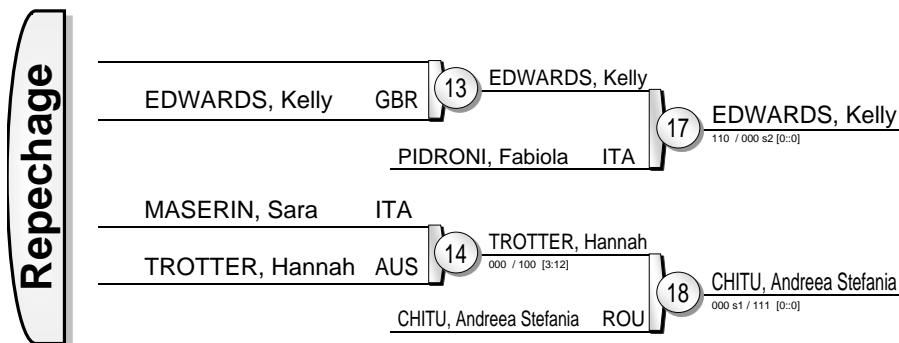 Repechage
EDWARDS, Kelly GBR
13
EDWARDS, Kelly
PIDRONI, Fabiola ITA
17
EDWARDS, Kelly
110 / 000 s2 [0::0]
MASERIN, Sara ITA
TROTTER, Hannah AUS
14
TROTTER, Hannah
000 / 100 [3:12]
CHITU, Andreea Stefania ROU
18
CHITU, Andreea Stefania
000 s1 / 111 [0::0]